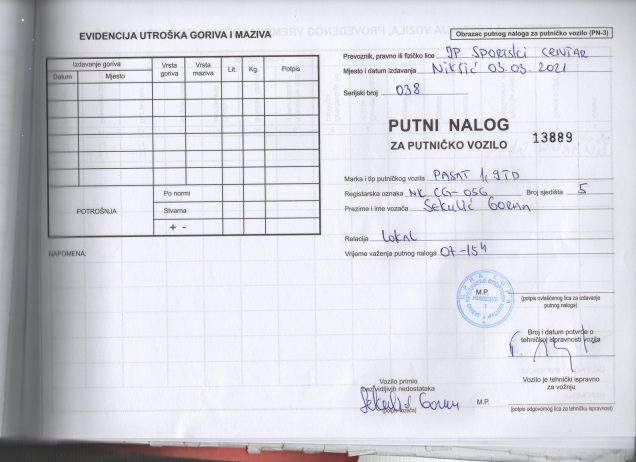 EVIDENCIJA UTROŠKA GORIVA I MAZIVA
Izdavanje goriva
Datum Mjesto Vrsta goriva Vrsta maziva Lit. Kg. Potpis
POTROŠNJA
Po normi
Stvarna
+ -
NAPOMENA:
Obrazac putnog naloga za putničko vozilo (PN-3)
Prevoznik, pravno ili fizičko lice JP SPORTSKI CENTAR
Mjesto i datum izdavanja NIKŠIĆ 03.03.2021
Serijski broj 038
PUTNI NALOG
ZA PUTNIČKO VOZILO 13889
Marka i tip putničkog vozila PASAT 1,9TD
Registarska oznaka NK CG-056 Broj sjedišta 5
Prezime i ime vozača SEKULIĆ GORAN
Relacija LOKAL
Vrijeme važenja putnog naloga 07-15h
M.P.
(potpis ovlašćenog lica za izdavanje
putnog naloga)
Broj i datum potvrde o
tehničkoj ispravnosti vozila
Vozilo primio
bez vidljivih nedostataka
Sekulić Goran
(potpis vozača)
Vozilo je tehnički ispravno
za vožnju
M.P.
(potpis odgovornog lica za tehničku ispravnost)